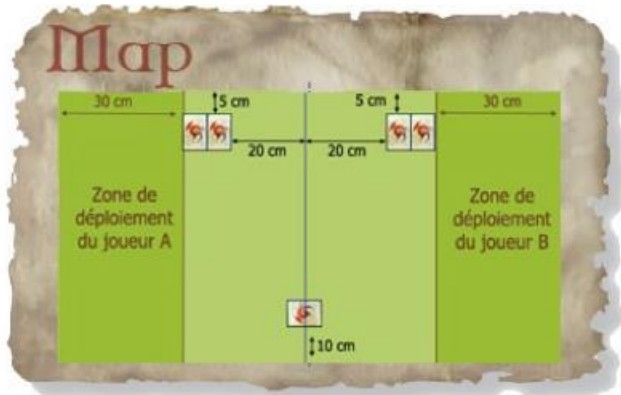 Map
30 cm
5 cm
5 cm
30 cm
20 cm
20 cm
Zone de
déploiement
du joueur A
Zone de
déploiement
du joueur B
10 cm